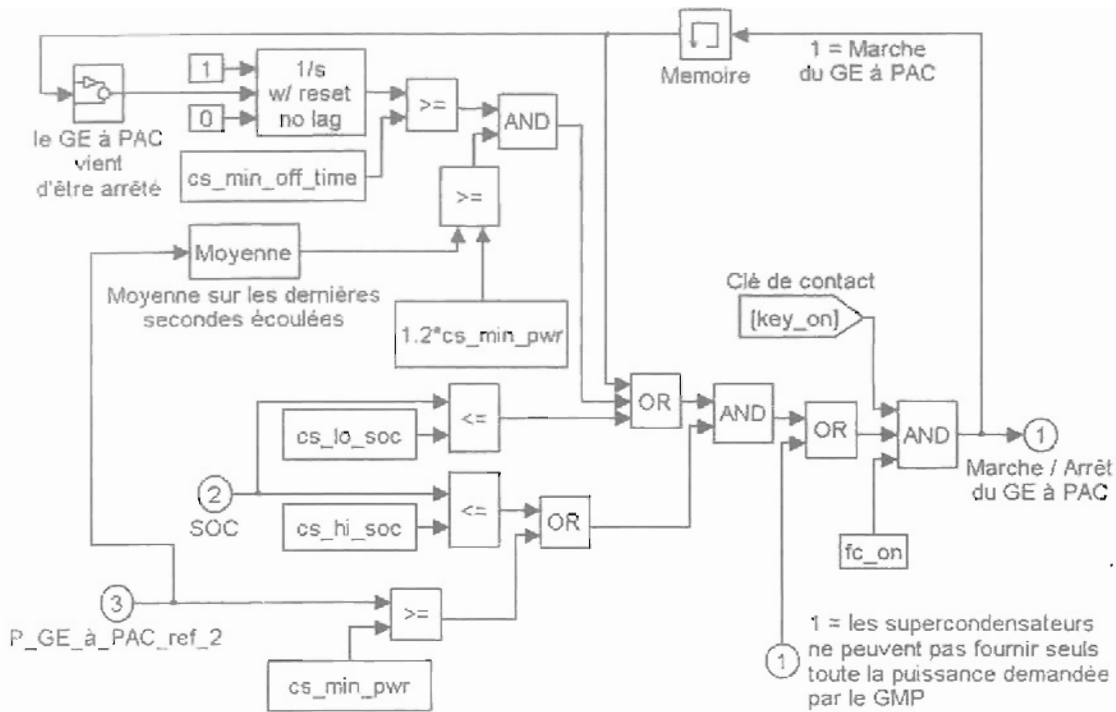 1 = Marche
du GE à PAC
Memoire
1
0
1/s
w/ reset
no lag
>=
AND
le GE à PAC
vient
d'être arrêté
cs_min_off_time
>=
Moyenne
Moyenne sur les dernières
secondes écoulées
1.2*cs_min_pwr
Clé de contact
[key_on]
cs_lo_soc
<=
OR
AND
OR
AND
1
Marche / Arrêt
du GE à PAC
2
SOC
cs_hi_soc
<=
OR
fc_on
3
P_GE_à_PAC_ref_2
>=
cs_min_pwr
1
1 = les supercondensateurs
ne peuvent pas fournir seuls
toute la puissance demandée
par le GMP